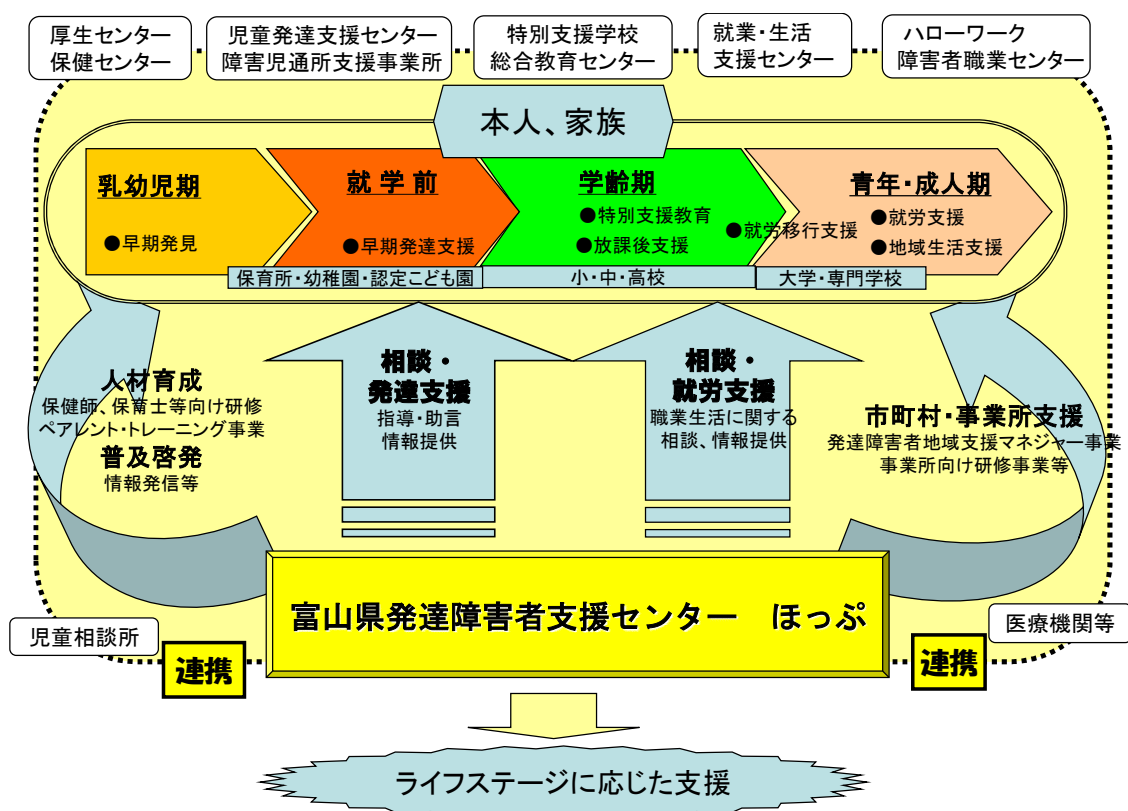 厚生センター
保健センター
児童発達支援センター
障害児通所支援事業所
特別支援学校
総合教育センター
就業・生活
支援センター
ハローワーク
障害者職業センター
本人、家族
乳幼児期
●早期発見
就学前
●早期発達支援
学齢期
●特別支援教育
●放課後支援
●就労移行支援
青年・成人期
●就労支援
●地域生活支援
保育所・幼稚園・認定こども園
小・中・高校
大学・専門学校
人材育成
保健師、保育士等向け研修
ペアレント・トレーニング事業
普及啓発
情報発信等
相談・
発達支援
指導・助言
情報提供
相談・
就労支援
職業生活に関する
相談、情報提供
市町村・事業所支援
発達障害者地域支援マネジャー事業
事業所向け研修事業等
富山県発達障害者支援センター　ほっぷ
児童相談所
連携
医療機関等
連携
ライフステージに応じた支援